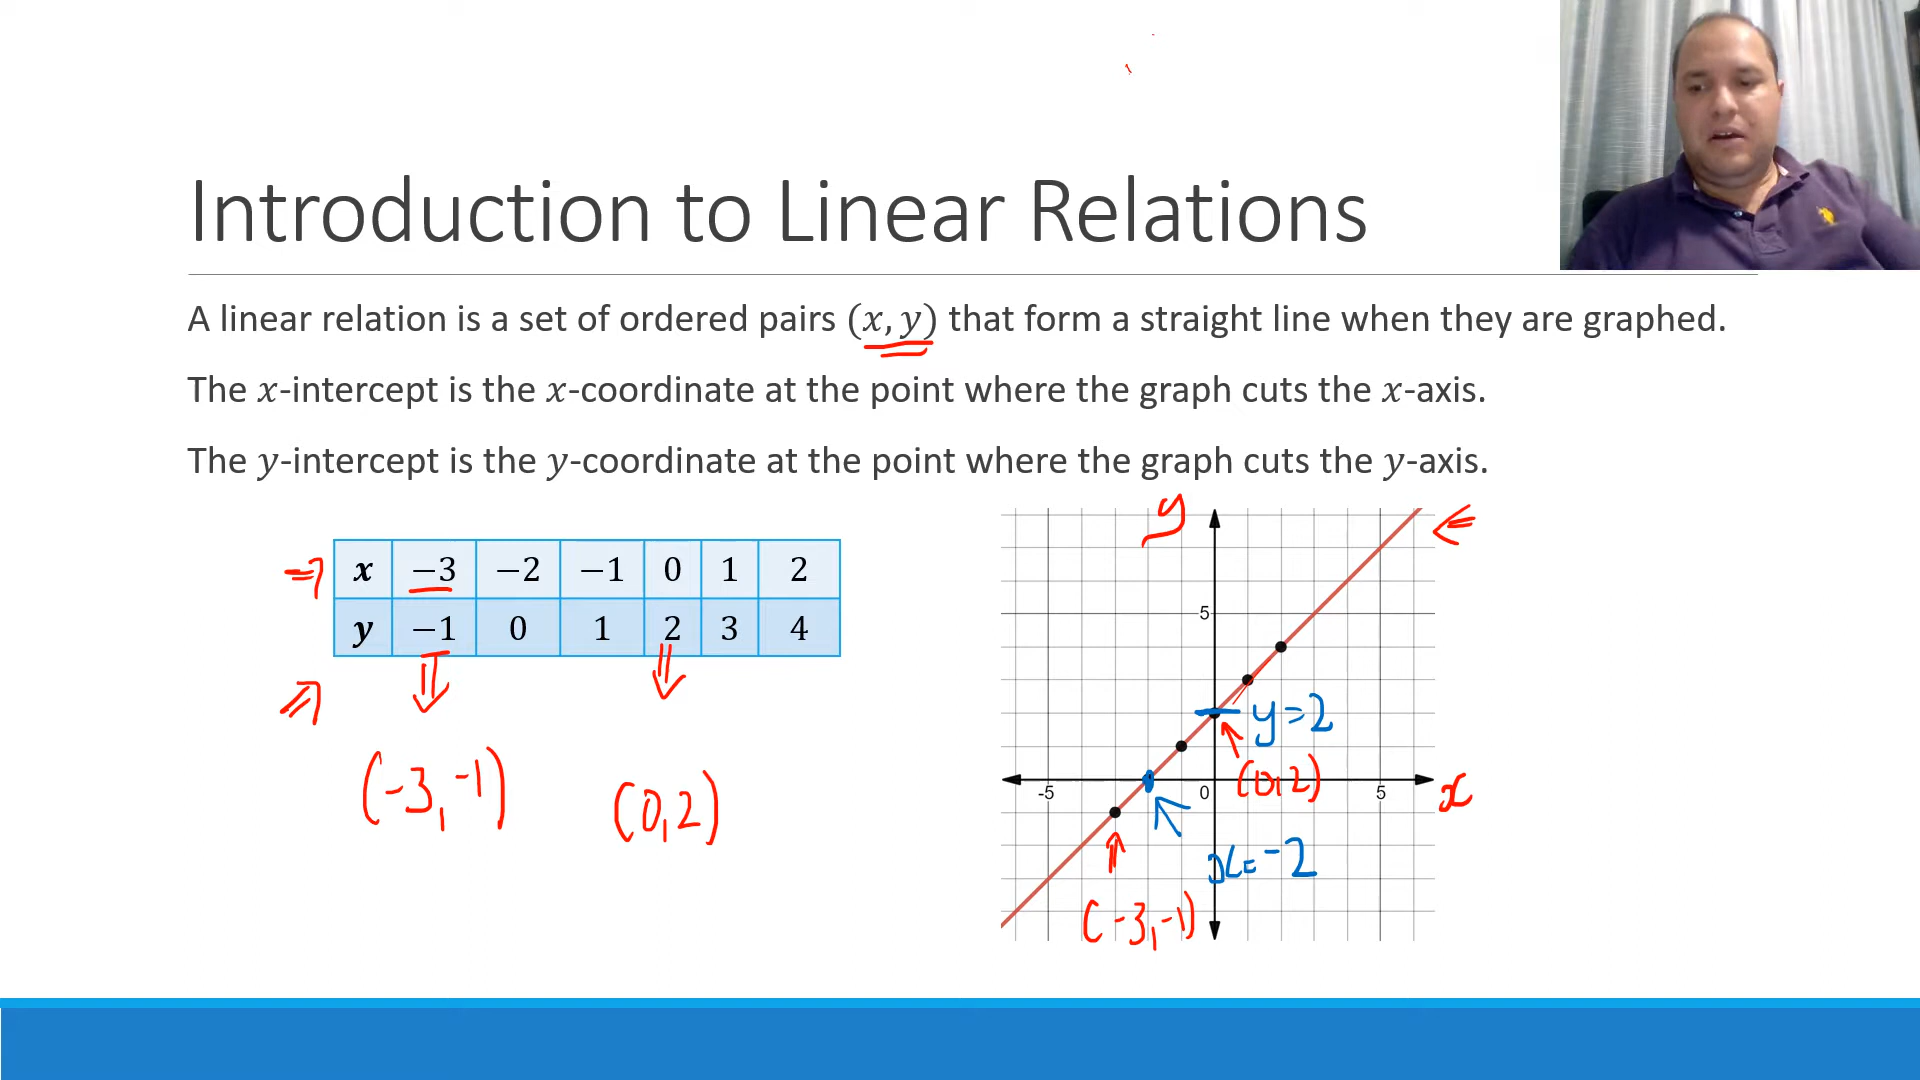 Introduction to Linear Relations
A linear relation is a set of ordered pairs (x, y) that form a straight line when they are graphed.
The x-intercept is the x-coordinate at the point where the graph cuts the x-axis.
The y-intercept is the y-coordinate at the point where the graph cuts the y-axis.
x −3 −2 −1 0 1 2
y −1 0 1 2 3 4
(-3,-1) (0,2)
y
5
y=2
(0,2)
-5 0 5 x
x=-2
(-3,-1)